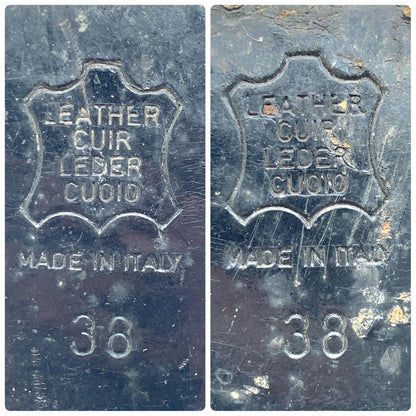 LEATHER
CUIR
LEDER
CUOIO
MADE IN ITALY
38
LEATHER
CUIR
LEDER
CUOIO
MADE IN ITALY
38